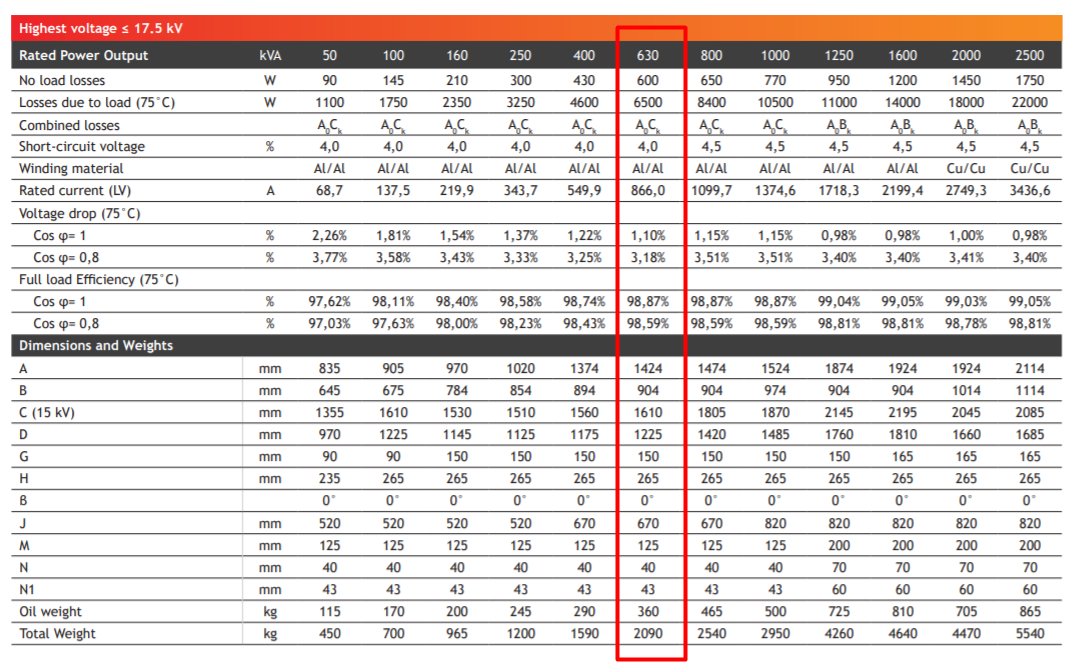 Highest voltage ≤ 17.5 kV
Rated Power Output kVA 50 100 160 250 400 630 800 1000 1250 1600 2000 2500
No load losses W 90 145 210 300 430 600 650 770 950 1200 1450 1750
Losses due to load (75°C) W 1100 1750 2350 3250 4600 6500 8400 10500 11000 14000 18000 22000
Combined losses A₀Cₖ A₀Cₖ A₀Cₖ A₀Cₖ A₀Cₖ A₀Cₖ A₀Cₖ A₀Cₖ A₀Bₖ A₀Bₖ A₀Bₖ A₀Bₖ
Short-circuit voltage % 4,0 4,0 4,0 4,0 4,0 4,0 4,5 4,5 4,5 4,5 4,5 4,5
Winding material Al/Al Al/Al Al/Al Al/Al Al/Al Al/Al Al/Al Al/Al Al/Al Al/Al Cu/Cu Cu/Cu
Rated current (LV) A 68,7 137,5 219,9 343,7 549,9 866,0 1099,7 1374,6 1718,3 2199,4 2749,3 3436,6
Voltage drop (75°C)
Cos φ= 1 % 2,26% 1,81% 1,54% 1,37% 1,22% 1,10% 1,15% 1,15% 0,98% 0,98% 1,00% 0,98%
Cos φ= 0,8 % 3,77% 3,58% 3,43% 3,33% 3,25% 3,18% 3,51% 3,51% 3,40% 3,40% 3,41% 3,40%
Full load Efficiency (75°C)
Cos φ= 1 % 97,62% 98,11% 98,40% 98,58% 98,74% 98,87% 98,87% 98,87% 99,04% 99,05% 99,03% 99,05%
Cos φ= 0,8 % 97,03% 97,63% 98,00% 98,23% 98,43% 98,59% 98,59% 98,59% 98,81% 98,81% 98,78% 98,81%
Dimensions and Weights
A mm 835 905 970 1020 1374 1424 1474 1524 1874 1924 1924 2114
B mm 645 675 784 854 894 904 904 974 904 904 1014 1114
C (15 kV) mm 1355 1610 1530 1510 1560 1610 1805 1870 2145 2195 2045 2085
D mm 970 1225 1145 1125 1175 1225 1420 1485 1760 1810 1660 1685
G mm 90 90 150 150 150 150 150 150 150 165 165 165
H mm 235 265 265 265 265 265 265 265 265 265 265 265
B 0° 0° 0° 0° 0° 0° 0° 0° 0° 0° 0° 0°
J mm 520 520 520 520 670 670 670 820 820 820 820 820
M mm 125 125 125 125 125 125 125 125 200 200 200 200
N mm 40 40 40 40 40 40 40 40 70 70 70 70
N1 mm 43 43 43 43 43 43 43 43 60 60 60 60
Oil weight kg 115 170 200 245 290 360 465 500 725 810 705 865
Total Weight kg 450 700 965 1200 1590 2090 2540 2950 4260 4640 4470 5540